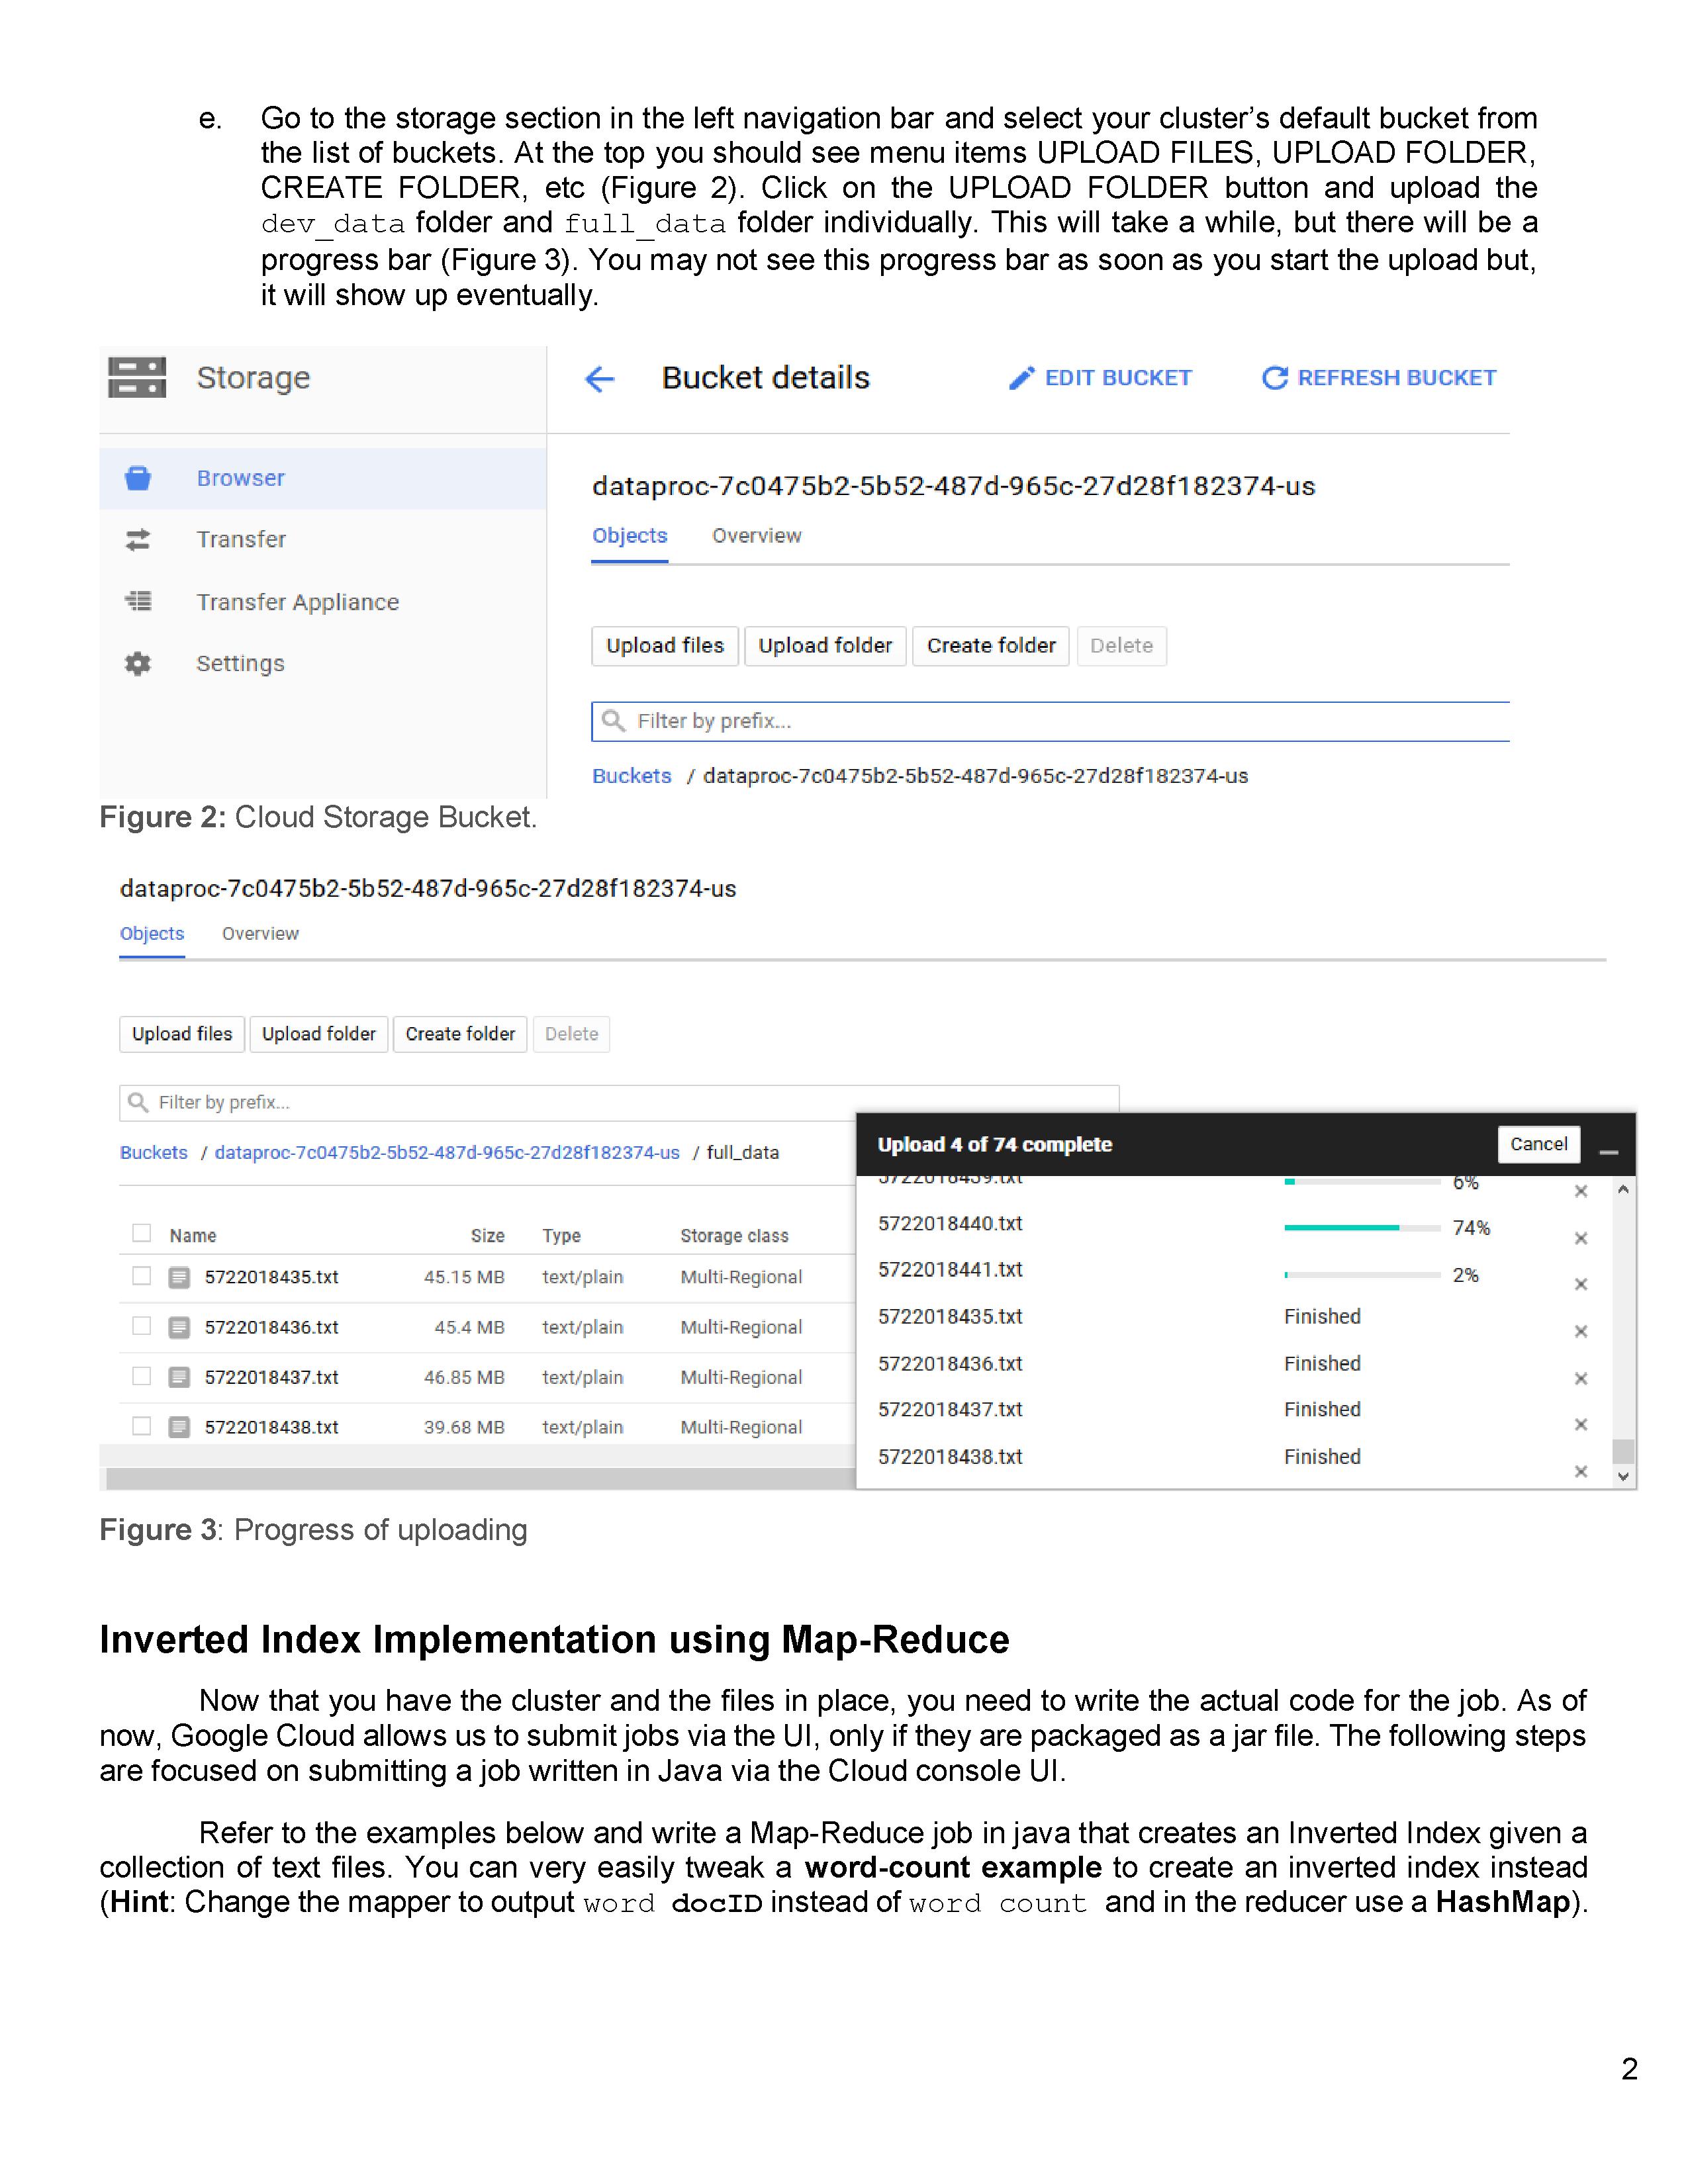 e. Go to the storage section in the left navigation bar and select your cluster’s default bucket from
the list of buckets. At the top you should see menu items UPLOAD FILES, UPLOAD FOLDER,
CREATE FOLDER, etc (Figure 2). Click on the UPLOAD FOLDER button and upload the
dev_data folder and full_data folder individually. This will take a while, but there will be a
progress bar (Figure 3). You may not see this progress bar as soon as you start the upload but,
it will show up eventually.
Storage
Bucket details
EDIT BUCKET
REFRESH BUCKET
Browser
Transfer
Transfer Appliance
Settings
dataproc-7c0475b2-5b52-487d-965c-27d28f182374-us
Objects Overview
Upload files Upload folder Create folder Delete
Filter by prefix...
Buckets / dataproc-7c0475b2-5b52-487d-965c-27d28f182374-us
Figure 2: Cloud Storage Bucket.
dataproc-7c0475b2-5b52-487d-965c-27d28f182374-us
Objects Overview
Upload files Upload folder Create folder Delete
Filter by prefix...
Buckets / dataproc-7c0475b2-5b52-487d-965c-27d28f182374-us / full_data
Name Size Type Storage class
5722018435.txt 45.15 MB text/plain Multi-Regional
5722018436.txt 45.4 MB text/plain Multi-Regional
5722018437.txt 46.85 MB text/plain Multi-Regional
5722018438.txt 39.68 MB text/plain Multi-Regional
Upload 4 of 74 complete Cancel
5722018439.txt 6%
5722018440.txt 74%
5722018441.txt 2%
5722018435.txt Finished
5722018436.txt Finished
5722018437.txt Finished
5722018438.txt Finished
Figure 3: Progress of uploading
Inverted Index Implementation using Map-Reduce
Now that you have the cluster and the files in place, you need to write the actual code for the job. As of
now, Google Cloud allows us to submit jobs via the UI, only if they are packaged as a jar file. The following steps
are focused on submitting a job written in Java via the Cloud console UI.
Refer to the examples below and write a Map-Reduce job in java that creates an Inverted Index given a
collection of text files. You can very easily tweak a word-count example to create an inverted index instead
(Hint: Change the mapper to output word docID instead of word count and in the reducer use a HashMap).
2